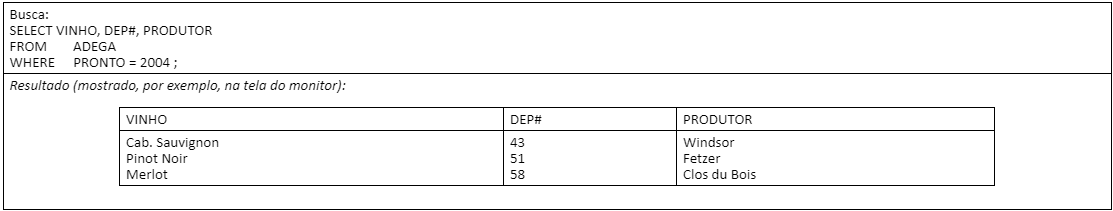 Busca:
SELECT VINHO, DEP#, PRODUTOR
FROM ADEGA
WHERE PRONTO = 2004 ;
Resultado (mostrado, por exemplo, na tela do monitor):
VINHO DEP# PRODUTOR
Cab. Sauvignon 43 Windsor
Pinot Noir 51 Fetzer
Merlot 58 Clos du Bois